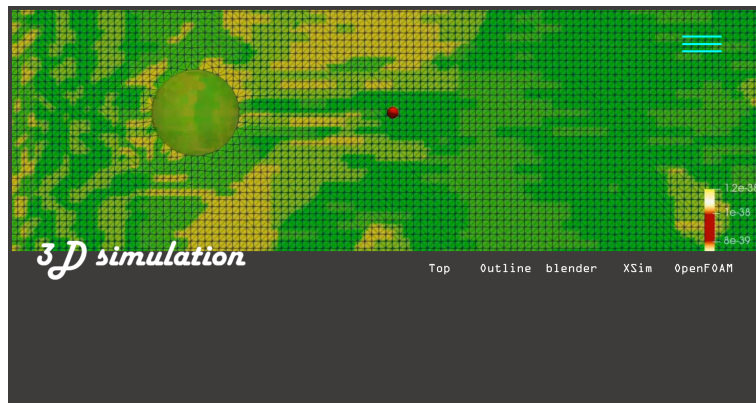 1.2e-38
1e-38
8e-39
3D simulation
Top Outline blender XSim OpenFOAM